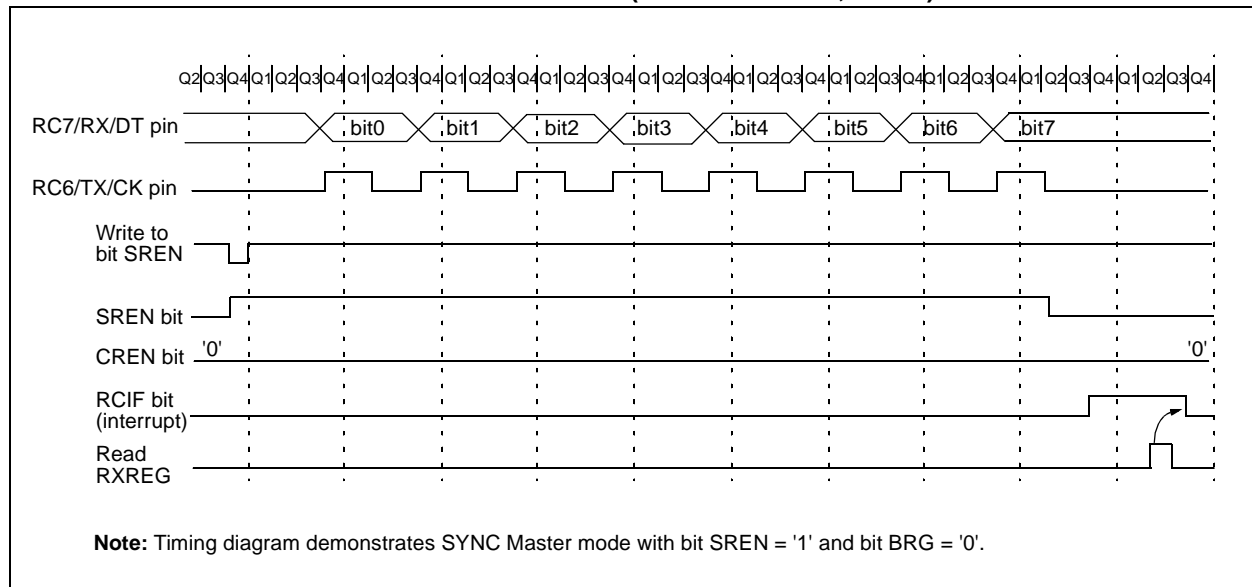 Q2 Q3 Q4 Q1 Q2 Q3 Q4 Q1 Q2 Q3 Q4 Q1 Q2 Q3 Q4 Q1 Q2 Q3 Q4 Q1 Q2 Q3 Q4 Q1 Q2 Q3 Q4 Q1 Q2 Q3 Q4 Q1 Q2 Q3 Q4 Q1 Q2 Q3 Q4 Q1 Q2 Q3 Q4
RC7/RX/DT pin bit0 bit1 bit2 bit3 bit4 bit5 bit6 bit7
RC6/TX/CK pin
Write to
bit SREN
SREN bit
CREN bit '0' '0'
RCIF bit
(interrupt)
Read
RXREG
Note: Timing diagram demonstrates SYNC Master mode with bit SREN = '1' and bit BRG = '0'.